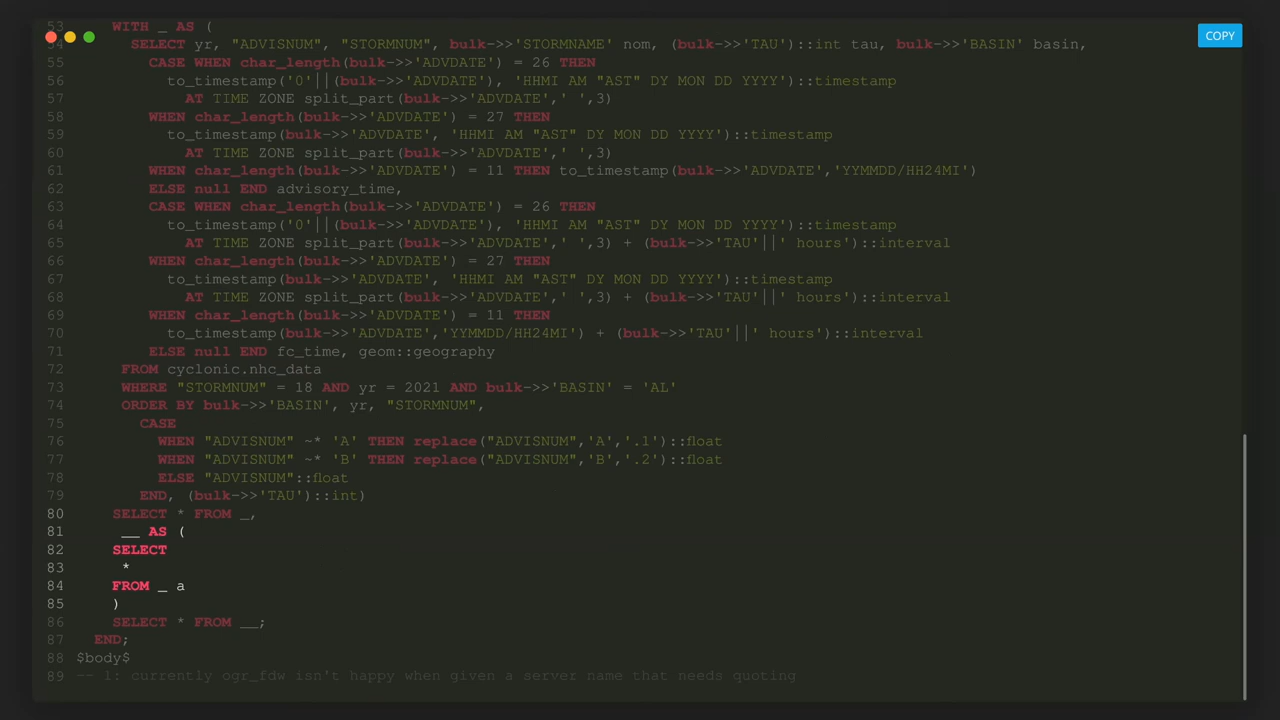 COPY
53 WITH _ AS (
54 SELECT yr, "ADVISNUM", "STORMNUM", bulk->>'STORMNAME' nom, (bulk->>'TAU')::int tau, bulk->>'BASIN' basin,
55 CASE WHEN char_length(bulk->>'ADVDATE') = 26 THEN
56 to_timestamp('0'||(bulk->>'ADVDATE'), 'HHMI AM "AST" DY MON DD YYYY')::timestamp
57 AT TIME ZONE split_part(bulk->>'ADVDATE',' ',3)
58 WHEN char_length(bulk->>'ADVDATE') = 27 THEN
59 to_timestamp(bulk->>'ADVDATE', 'HHMI AM "AST" DY MON DD YYYY')::timestamp
60 AT TIME ZONE split_part(bulk->>'ADVDATE',' ',3)
61 WHEN char_length(bulk->>'ADVDATE') = 11 THEN to_timestamp(bulk->>'ADVDATE','YYMMDD/HH24MI')
62 ELSE null END advisory_time,
63 CASE WHEN char_length(bulk->>'ADVDATE') = 26 THEN
64 to_timestamp('0'||(bulk->>'ADVDATE'), 'HHMI AM "AST" DY MON DD YYYY')::timestamp
65 AT TIME ZONE split_part(bulk->>'ADVDATE',' ',3) + (bulk->>'TAU'||' hours')::interval
66 WHEN char_length(bulk->>'ADVDATE') = 27 THEN
67 to_timestamp(bulk->>'ADVDATE', 'HHMI AM "AST" DY MON DD YYYY')::timestamp
68 AT TIME ZONE split_part(bulk->>'ADVDATE',' ',3) + (bulk->>'TAU'||' hours')::interval
69 WHEN char_length(bulk->>'ADVDATE') = 11 THEN
70 to_timestamp(bulk->>'ADVDATE','YYMMDD/HH24MI') + (bulk->>'TAU'||' hours')::interval
71 ELSE null END fc_time, geom::geography
72 FROM cyclonic.nhc_data
73 WHERE "STORMNUM" = 18 AND yr = 2021 AND bulk->>'BASIN' = 'AL'
74 ORDER BY bulk->>'BASIN', yr, "STORMNUM",
75 CASE
76 WHEN "ADVISNUM" ~* 'A' THEN replace("ADVISNUM",'A','.1')::float
77 WHEN "ADVISNUM" ~* 'B' THEN replace("ADVISNUM",'B','.2')::float
78 ELSE "ADVISNUM"::float
79 END, (bulk->>'TAU')::int)
80 SELECT * FROM _,
81 __ AS (
82 SELECT
83 *
84 FROM _ a
85 )
86 SELECT * FROM __;
87 END;
88 $body$
89 -- 1: currently ogr_fdw isn't happy when given a server name that needs quoting